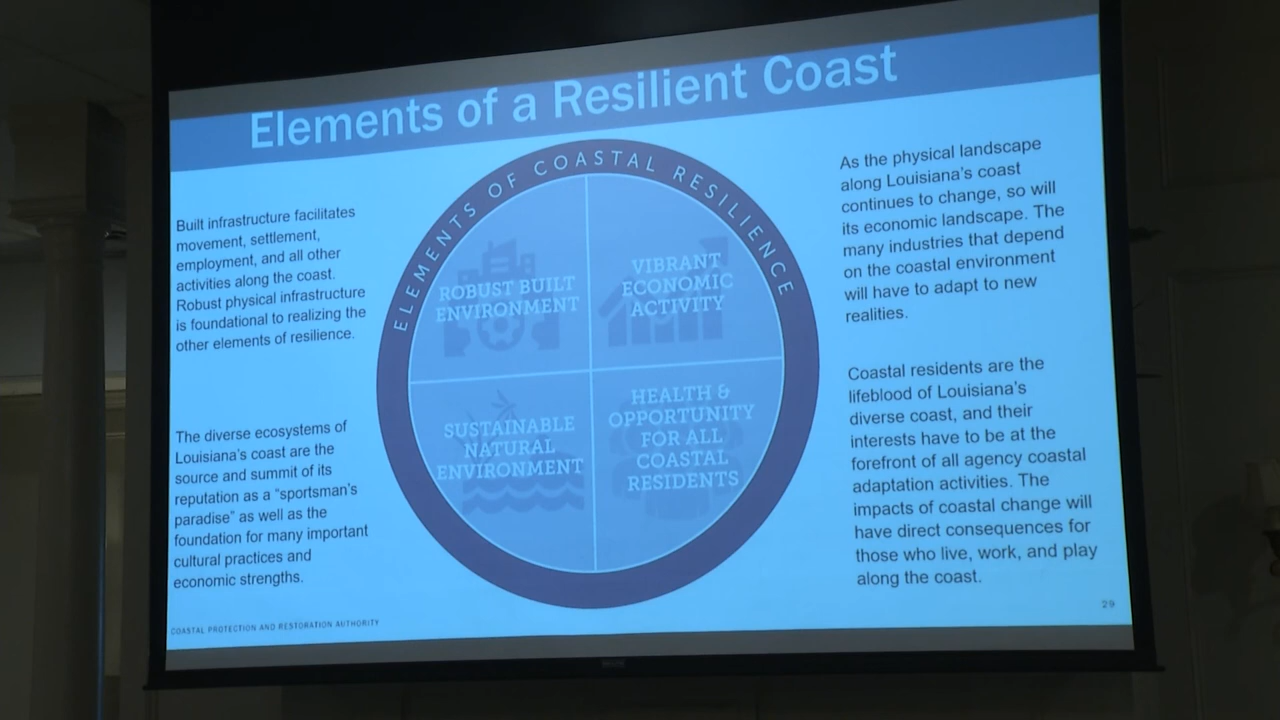 Elements of a Resilient Coast
Built infrastructure facilitates
movement, settlement,
employment, and all other
activities along the coast.
Robust physical infrastructure
is foundational to realizing the
other elements of resilience.
The diverse ecosystems of
Louisiana's coast are the
source and summit of its
reputation as a "sportsman's
paradise" as well as the
foundation for many important
cultural practices and
economic strengths.
ELEMENTS OF COASTAL RESILIENCE
ROBUST BUILT
ENVIRONMENT
VIBRANT
ECONOMIC
ACTIVITY
SUSTAINABLE
NATURAL
ENVIRONMENT
HEALTH &
OPPORTUNITY
FOR ALL
COASTAL
RESIDENTS
As the physical landscape
along Louisiana's coast
continues to change, so will
its economic landscape. The
many industries that depend
on the coastal environment
will have to adapt to new
realities.
Coastal residents are the
lifeblood of Louisiana's
diverse coast, and their
interests have to be at the
forefront of all agency coastal
adaptation activities. The
impacts of coastal change will
have direct consequences for
those who live, work, and play
along the coast.
COASTAL PROTECTION AND RESTORATION AUTHORITY
29